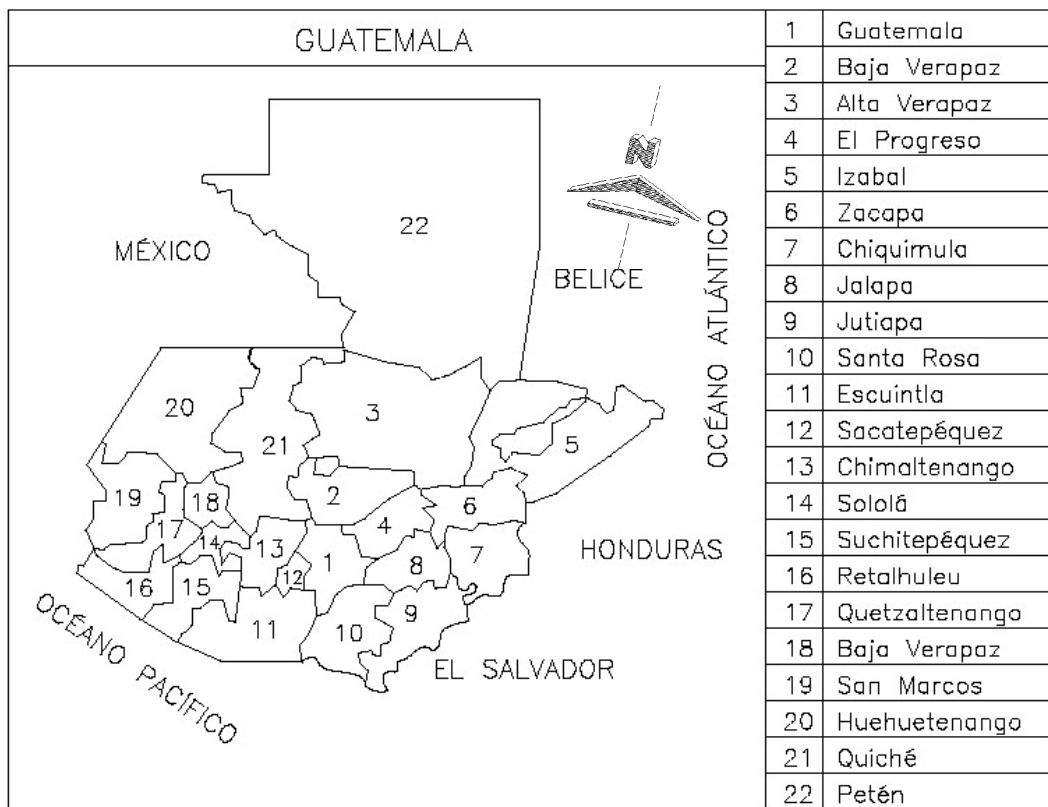 GUATEMALA
N
22
MÉXICO
BELICE
OCÉANO ATLÁNTICO
20
3
21
5
19
18
2
6
17
4
14
13
7
HONDURAS
12
1
8
16
15
9
11
10
OCÉANO PACÍFICO
EL SALVADOR
1 Guatemala
2 Baja Verapaz
3 Alta Verapaz
4 El Progreso
5 Izabal
6 Zacapa
7 Chiquimula
8 Jalapa
9 Jutiapa
10 Santa Rosa
11 Escuintla
12 Sacatepéquez
13 Chimaltenango
14 Sololá
15 Suchitepéquez
16 Retalhuleu
17 Quetzaltenango
18 Baja Verapaz
19 San Marcos
20 Huehuetenango
21 Quiché
22 Petén